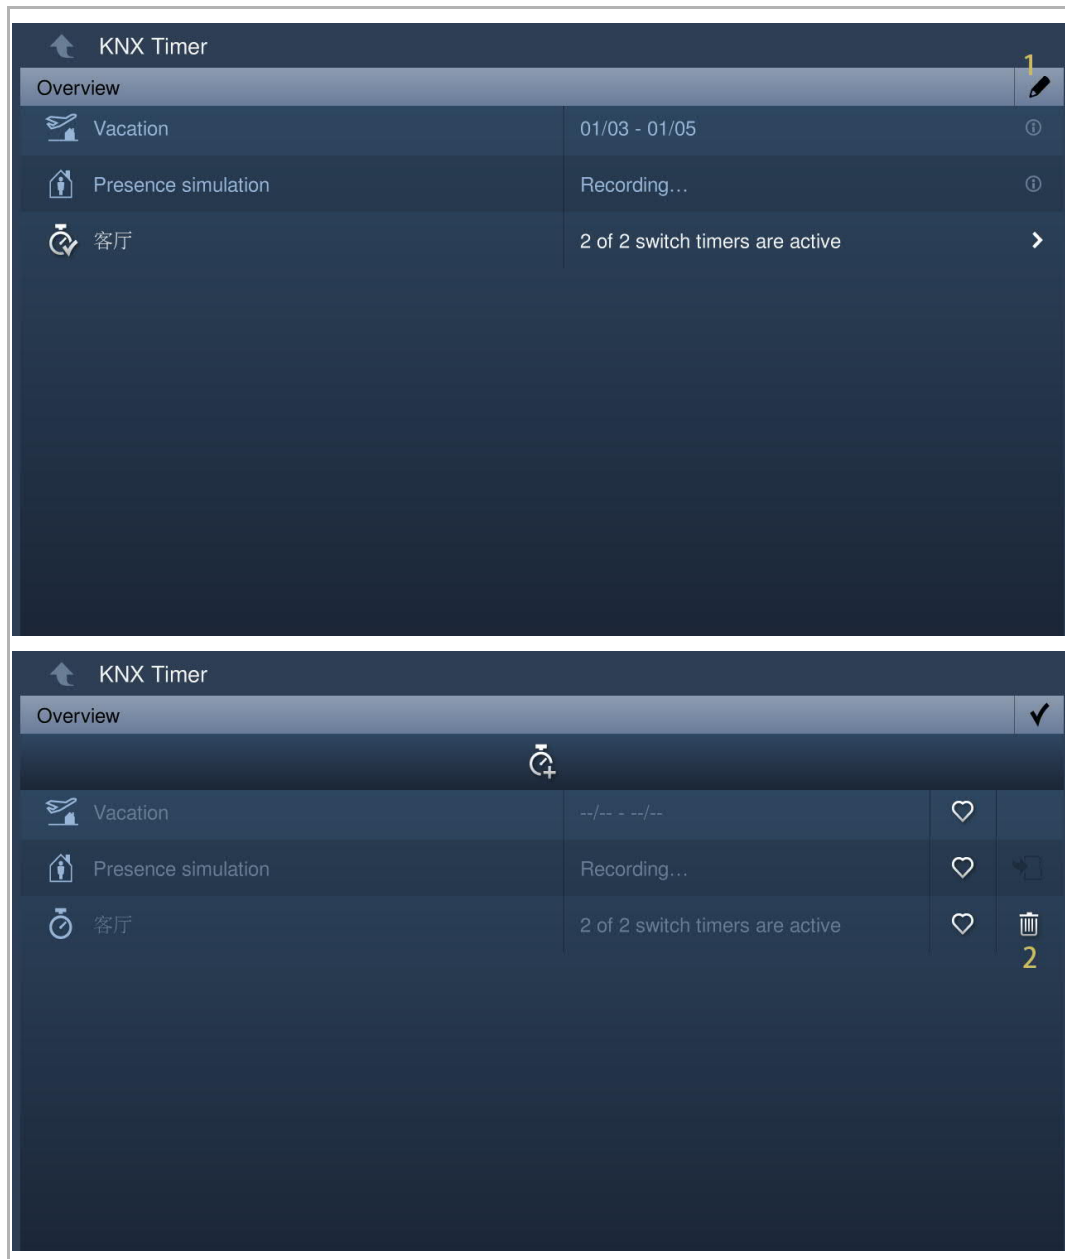 KNX Timer
1
Overview
Vacation 01/03 - 01/05
Presence simulation Recording...
客厅 2 of 2 switch timers are active
KNX Timer
Overview
Vacation --/-- - --/--
Presence simulation Recording...
客厅 2 of 2 switch timers are active
2